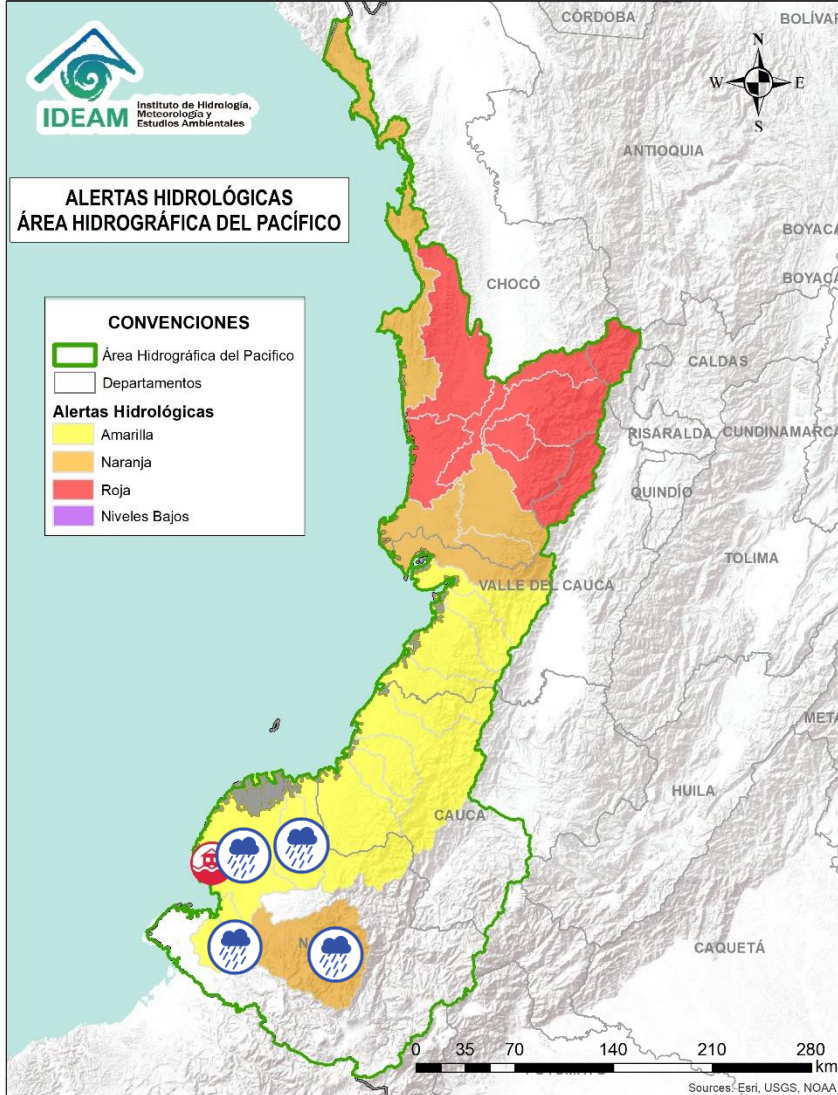 CÓRDOBA
BOLÍVAR
N
W
E
S
IDEAM
Instituto de Hidrología,
Meteorología y
Estudios Ambientales
ANTIOQUIA
ALERTAS HIDROLÓGICAS
ÁREA HIDROGRÁFICA DEL PACÍFICO
BOYACÁ
BOYACÁ
CHOCÓ
CONVENCIONES
Área Hidrográfica del Pacifico
Departamentos
Alertas Hidrológicas
Amarilla
Naranja
Roja
Niveles Bajos
CALDAS
RISARALDA
CUNDINAMARCA
QUINDÍO
TOLIMA
VALLE DEL CAUCA
META
HUILA
CAUCA
N
CAQUETÁ
0 35 70 140 210 280
km
Sources: Esri, USGS, NOAA